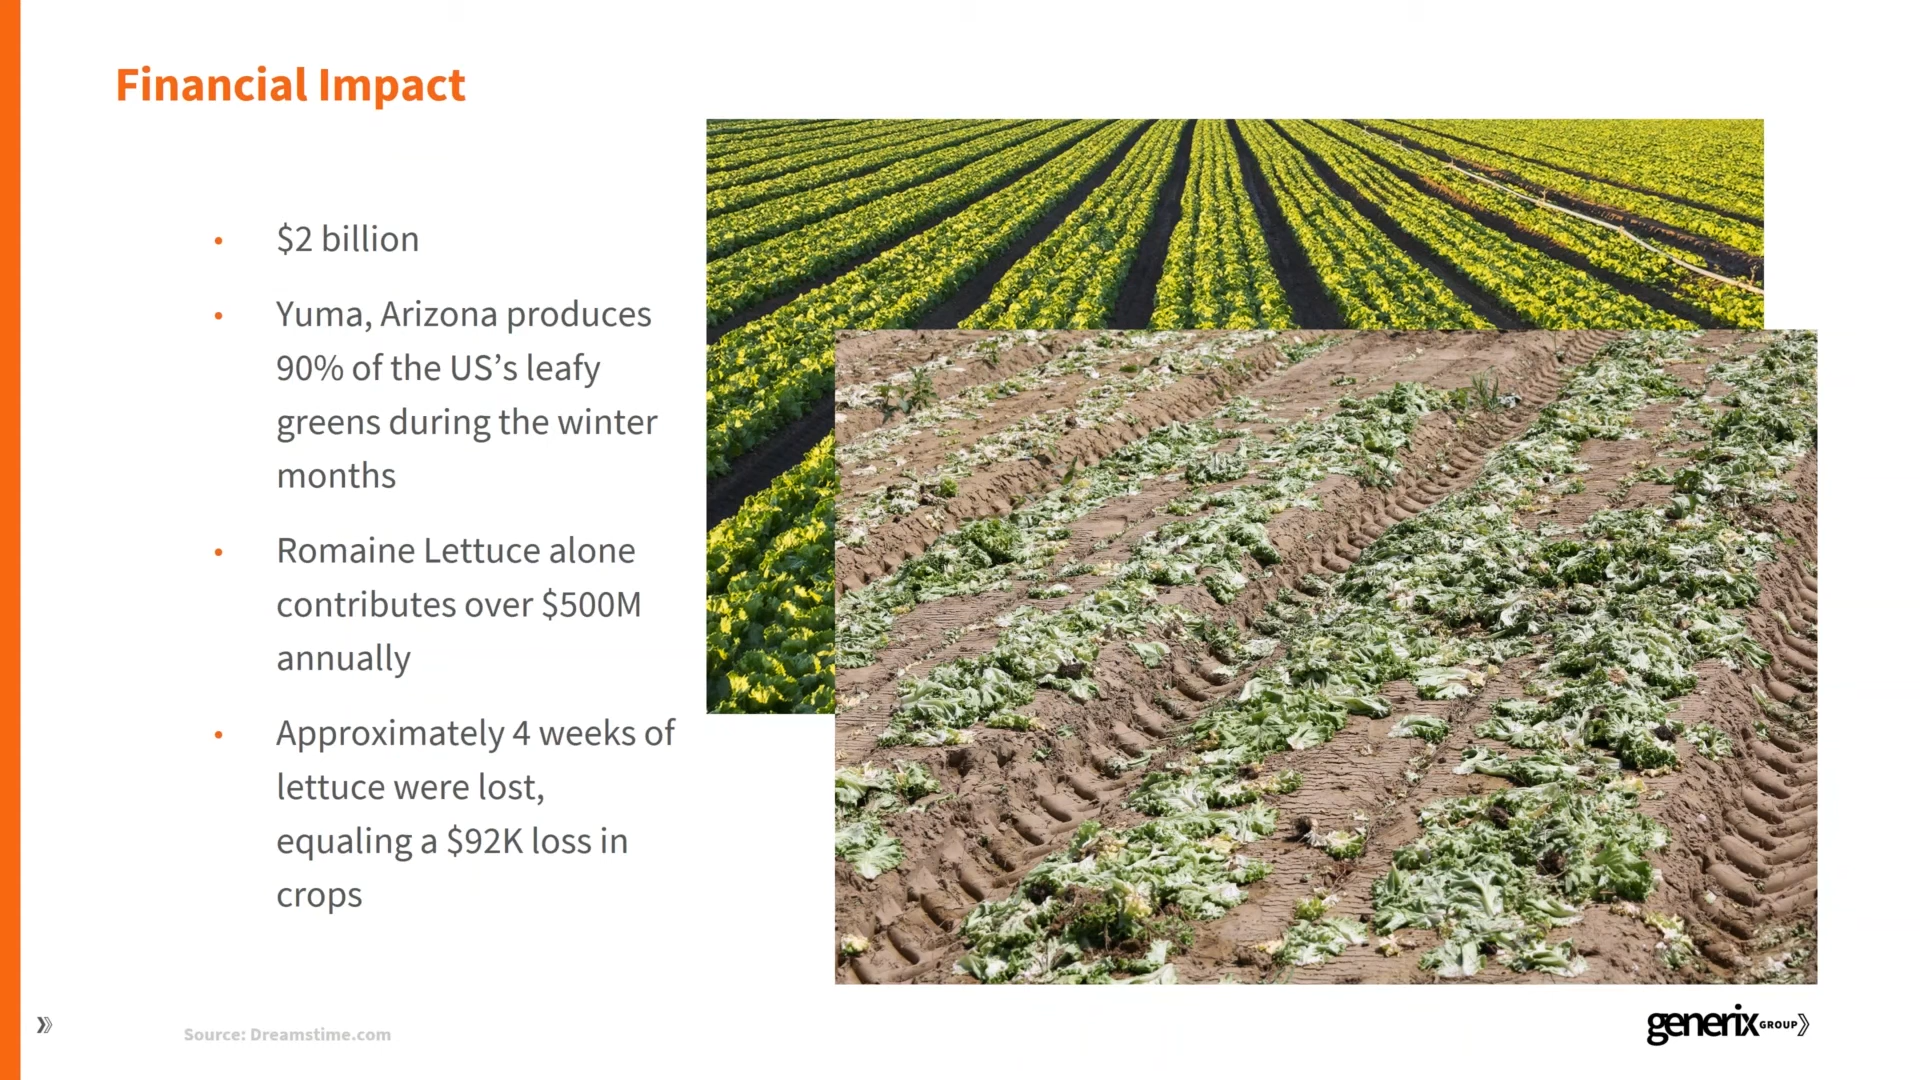 Financial Impact
• $2 billion
• Yuma, Arizona produces
90% of the US’s leafy
greens during the winter
months
• Romaine Lettuce alone
contributes over $500M
annually
• Approximately 4 weeks of
lettuce were lost,
equaling a $92K loss in
crops
Source: Dreamstime.com
generix GROUP